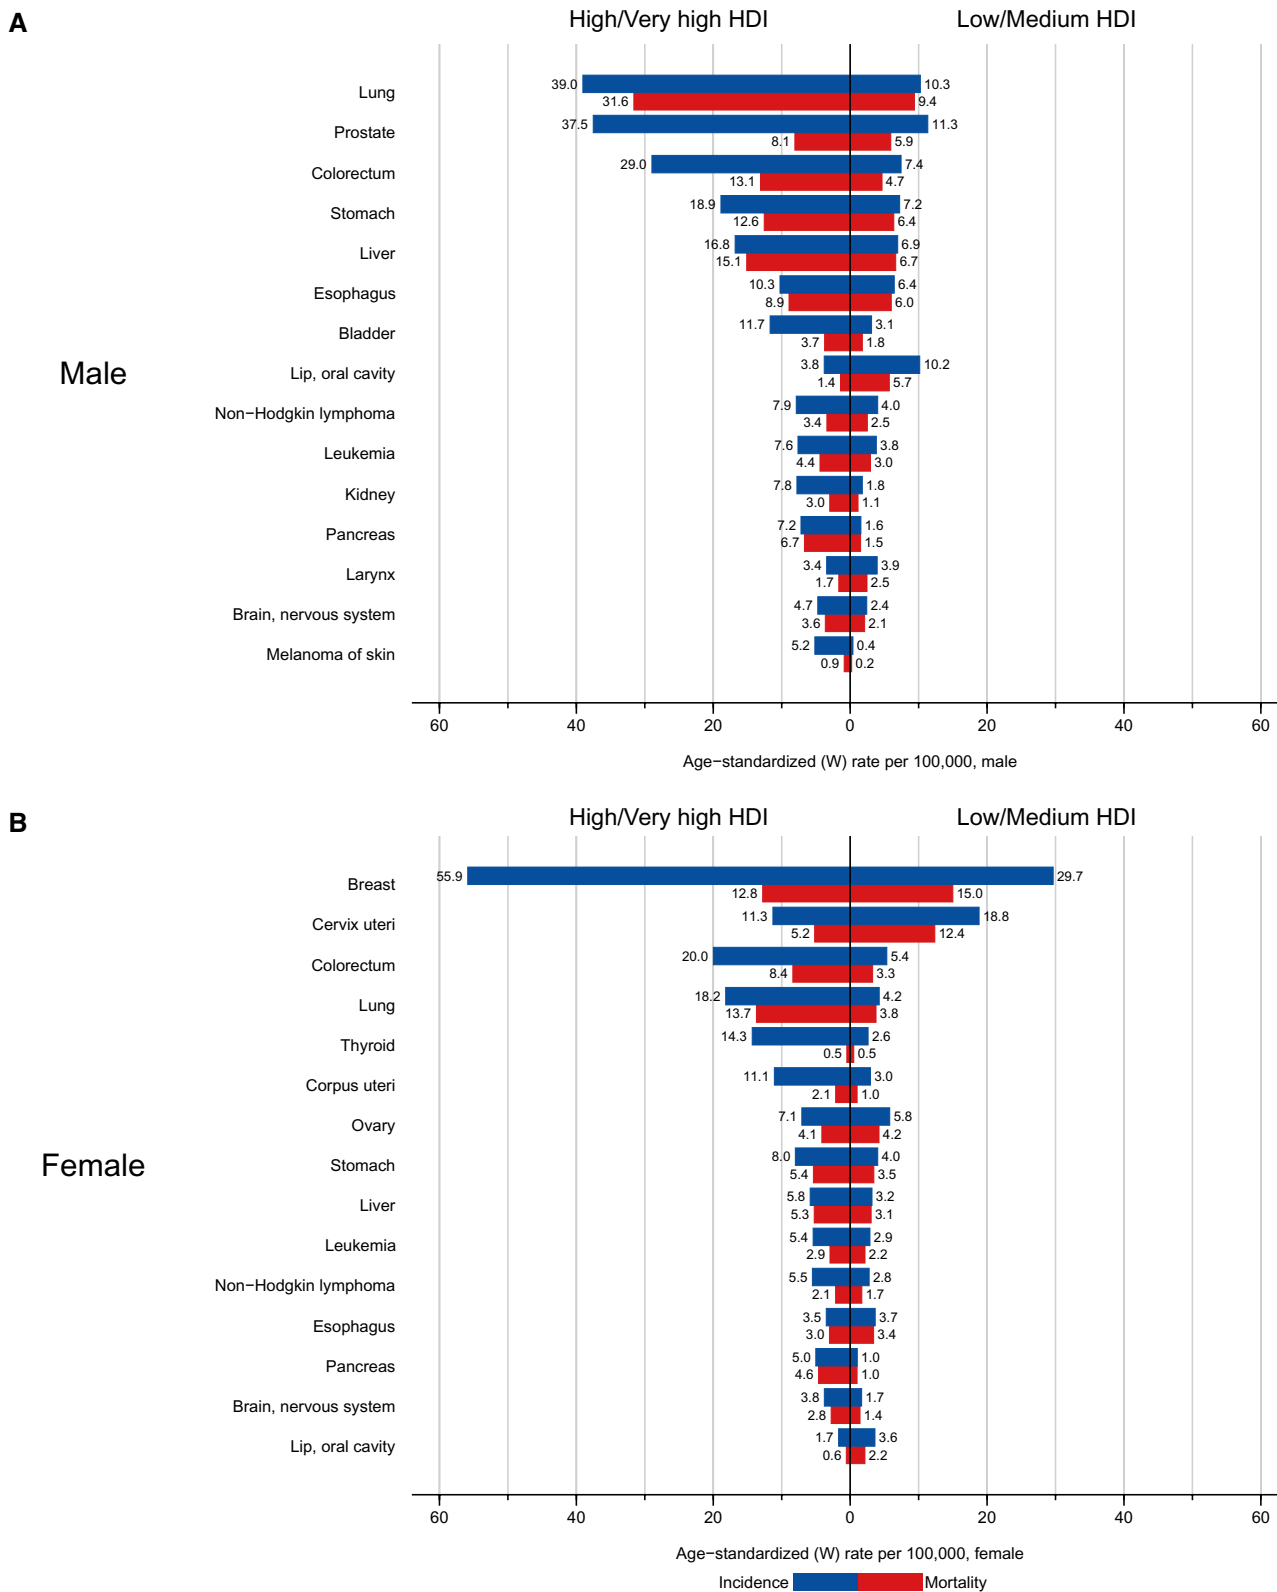 A
High/Very high HDI Low/Medium HDI
Male
Lung
39.0 10.3
31.6 9.4
Prostate
37.5 11.3
8.1 5.9
Colorectum
29.0 7.4
13.1 4.7
Stomach
18.9 7.2
12.6 6.4
Liver
16.8 6.9
15.1 6.7
Esophagus
10.3 6.4
8.9 6.0
Bladder
11.7 3.1
3.7 1.8
Lip, oral cavity
3.8 10.2
1.4 5.7
Non−Hodgkin lymphoma
7.9 4.0
3.4 2.5
Leukemia
7.6 3.8
4.4 3.0
Kidney
7.8 1.8
3.0 1.1
Pancreas
7.2 1.6
6.7 1.5
Larynx
3.4 3.9
1.7 2.5
Brain, nervous system
4.7 2.4
3.6 2.1
Melanoma of skin
5.2 0.4
0.9 0.2
60 40 20 0 20 40 60
Age−standardized (W) rate per 100,000, male
B
High/Very high HDI Low/Medium HDI
Female
Breast
55.9 29.7
12.8 15.0
Cervix uteri
11.3 18.8
5.2 12.4
Colorectum
20.0 5.4
8.4 3.3
Lung
18.2 4.2
13.7 3.8
Thyroid
14.3 2.6
0.5 0.5
Corpus uteri
11.1 3.0
2.1 1.0
Ovary
7.1 5.8
4.1 4.2
Stomach
8.0 4.0
5.4 3.5
Liver
5.8 3.2
5.3 3.1
Leukemia
5.4 2.9
2.9 2.2
Non−Hodgkin lymphoma
5.5 2.8
2.1 1.7
Esophagus
3.5 3.7
3.0 3.4
Pancreas
5.0 1.0
4.6 1.0
Brain, nervous system
3.8 1.7
2.8 1.4
Lip, oral cavity
1.7 3.6
0.6 2.2
60 40 20 0 20 40 60
Age−standardized (W) rate per 100,000, female
Incidence Mortality